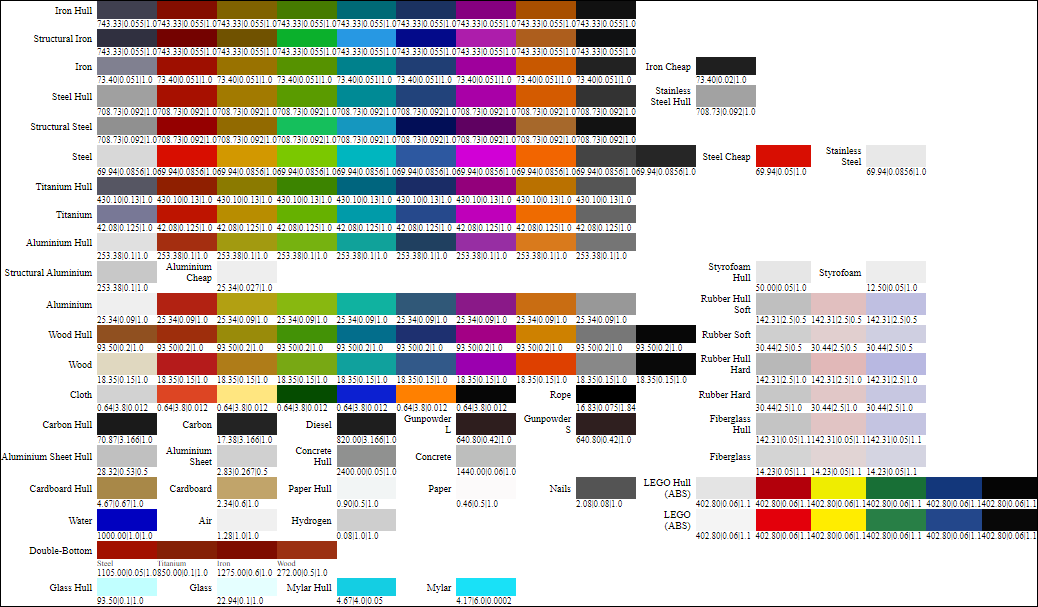 Iron Hull
743.33|0.055|1.0 743.33|0.055|1.0 743.33|0.055|1.0 743.33|0.055|1.0 743.33|0.055|1.0 743.33|0.055|1.0 743.33|0.055|1.0 743.33|0.055|1.0 743.33|0.055|1.0
Structural Iron
743.33|0.055|1.0 743.33|0.055|1.0 743.33|0.055|1.0 743.33|0.055|1.0 743.33|0.055|1.0 743.33|0.055|1.0 743.33|0.055|1.0 743.33|0.055|1.0 743.33|0.055|1.0
Iron Iron Cheap
73.40|0.051|1.0 73.40|0.051|1.0 73.40|0.051|1.0 73.40|0.051|1.0 73.40|0.051|1.0 73.40|0.051|1.0 73.40|0.051|1.0 73.40|0.051|1.0 73.40|0.051|1.0 73.40|0.02|1.0
Steel Hull Stainless
Steel Hull
708.73|0.092|1.0 708.73|0.092|1.0 708.73|0.092|1.0 708.73|0.092|1.0 708.73|0.092|1.0 708.73|0.092|1.0 708.73|0.092|1.0 708.73|0.092|1.0 708.73|0.092|1.0 708.73|0.092|1.0
Structural Steel
708.73|0.092|1.0 708.73|0.092|1.0 708.73|0.092|1.0 708.73|0.092|1.0 708.73|0.092|1.0 708.73|0.092|1.0 708.73|0.092|1.0 708.73|0.092|1.0 708.73|0.092|1.0
Steel Steel Cheap Stainless
Steel
69.94|0.0856|1.0 69.94|0.0856|1.0 69.94|0.0856|1.0 69.94|0.0856|1.0 69.94|0.0856|1.0 69.94|0.0856|1.0 69.94|0.0856|1.0 69.94|0.0856|1.0 69.94|0.0856|1.0 69.94|0.0856|1.0 69.94|0.05|1.0 69.94|0.0856|1.0
Titanium Hull
430.10|0.13|1.0 430.10|0.13|1.0 430.10|0.13|1.0 430.10|0.13|1.0 430.10|0.13|1.0 430.10|0.13|1.0 430.10|0.13|1.0 430.10|0.13|1.0 430.10|0.13|1.0
Titanium
42.08|0.125|1.0 42.08|0.125|1.0 42.08|0.125|1.0 42.08|0.125|1.0 42.08|0.125|1.0 42.08|0.125|1.0 42.08|0.125|1.0 42.08|0.125|1.0 42.08|0.125|1.0
Aluminium Hull
253.38|0.1|1.0 253.38|0.1|1.0 253.38|0.1|1.0 253.38|0.1|1.0 253.38|0.1|1.0 253.38|0.1|1.0 253.38|0.1|1.0 253.38|0.1|1.0 253.38|0.1|1.0
Structural Aluminium Aluminium
Cheap Styrofoam
Hull Styrofoam
253.38|0.1|1.0 25.34|0.027|1.0 50.00|0.05|1.0 12.50|0.05|1.0
Aluminium Rubber Hull
Soft
25.34|0.09|1.0 25.34|0.09|1.0 25.34|0.09|1.0 25.34|0.09|1.0 25.34|0.09|1.0 25.34|0.09|1.0 25.34|0.09|1.0 25.34|0.09|1.0 25.34|0.09|1.0 142.31|2.5|0.5 142.31|2.5|0.5 142.31|2.5|0.5
Wood Hull Rubber Soft
93.50|0.2|1.0 93.50|0.2|1.0 93.50|0.2|1.0 93.50|0.2|1.0 93.50|0.2|1.0 93.50|0.2|1.0 93.50|0.2|1.0 93.50|0.2|1.0 93.50|0.2|1.0 93.50|0.2|1.0 30.44|2.5|0.5 30.44|2.5|0.5 30.44|2.5|0.5
Wood Rubber Hull
Hard
18.35|0.15|1.0 18.35|0.15|1.0 18.35|0.15|1.0 18.35|0.15|1.0 18.35|0.15|1.0 18.35|0.15|1.0 18.35|0.15|1.0 18.35|0.15|1.0 18.35|0.15|1.0 18.35|0.15|1.0 142.31|2.5|1.0 142.31|2.5|1.0 142.31|2.5|1.0
Cloth Rope Rubber Hard
0.64|3.8|0.012 0.64|3.8|0.012 0.64|3.8|0.012 0.64|3.8|0.012 0.64|3.8|0.012 0.64|3.8|0.012 0.64|3.8|0.012 16.83|0.075|1.84 30.44|2.5|1.0 30.44|2.5|1.0 30.44|2.5|1.0
Carbon Hull Carbon Diesel Gunpowder
L Gunpowder
S Fiberglass
Hull
70.87|3.166|1.0 17.38|3.166|1.0 820.00|3.166|1.0 640.80|0.42|1.0 640.80|0.42|1.0 142.31|0.05|1.1 142.31|0.05|1.1 142.31|0.05|1.1
Aluminium Sheet Hull Aluminium
Sheet Concrete
Hull Concrete Fiberglass
28.32|0.53|0.5 2.83|0.267|0.5 2400.00|0.05|1.0 1440.00|0.06|1.0 14.23|0.05|1.1 14.23|0.05|1.1 14.23|0.05|1.1
Cardboard Hull Cardboard Paper Hull Paper Nails LEGO Hull
(ABS)
4.67|0.67|1.0 2.34|0.6|1.0 0.90|0.5|1.0 0.46|0.5|1.0 2.08|0.08|1.0 402.80|0.06|1.1 402.80|0.06|1.1 402.80|0.06|1.1 402.80|0.06|1.1 402.80|0.06|1.1 402.80|0.06|1.1
Water Air Hydrogen LEGO
(ABS)
1000.00|1.0|1.0 1.28|1.0|1.0 0.08|1.0|1.0 402.80|0.06|1.1 402.80|0.06|1.1 402.80|0.06|1.1 402.80|0.06|1.1 402.80|0.06|1.1 402.80|0.06|1.1
Double-Bottom
Steel Titanium Iron Wood
1105.00|0.05|1.0 850.00|0.1|1.0 1275.00|0.6|1.0 272.00|0.5|1.0
Glass Hull Glass Mylar Hull Mylar
93.50|0.1|1.0 22.94|0.1|1.0 4.67|4.0|0.05 4.17|6.0|0.0002